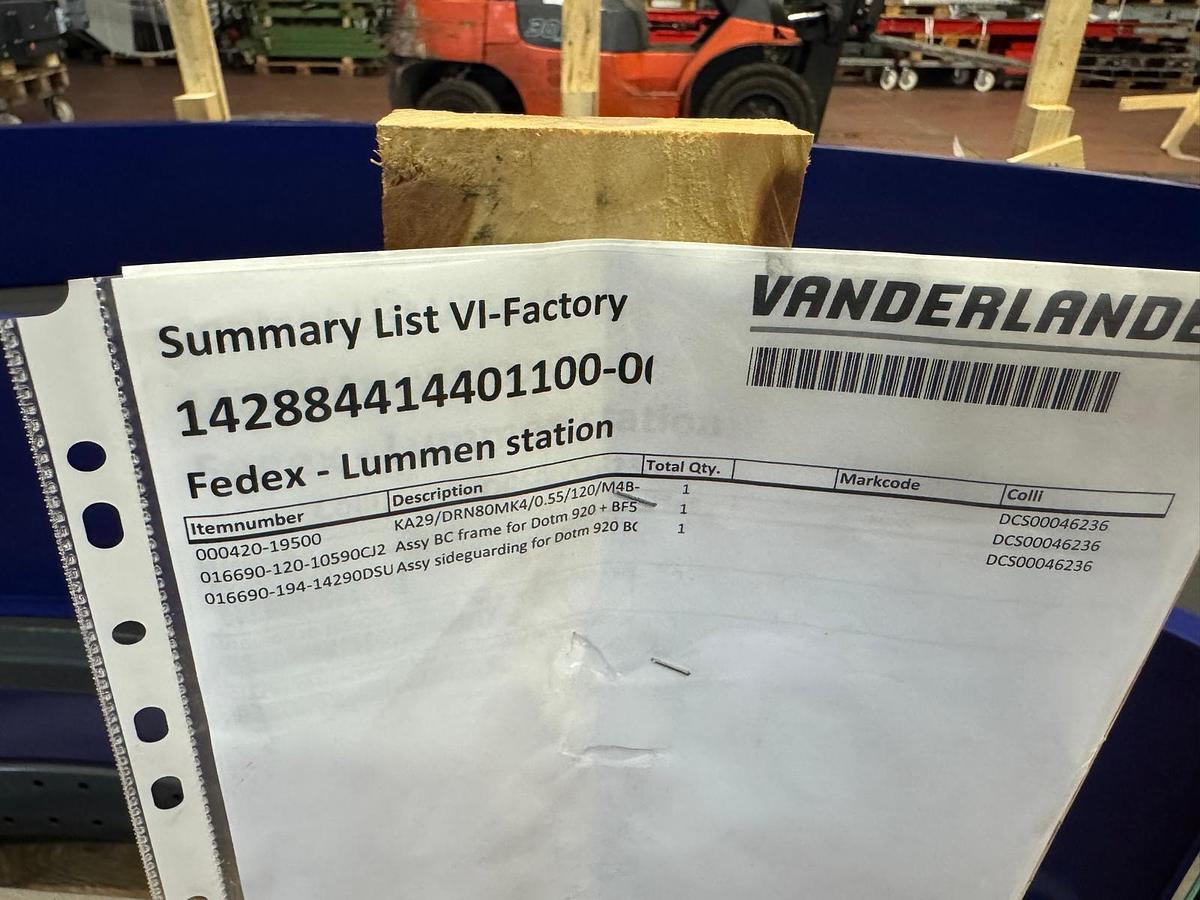 Summary List VI-Factory
VANDERLANDE
142884414401100-0
Fedex - Lummen station
Itemnumber Description Total Qty. Markcode Colli
000420-19500 KA29/DRN80MK4/0.55/120/M4B- 1 DCS00046236
016690-120-10590CJ2 Assy BC frame for Dotm 920 + BF5 1 DCS00046236
016690-194-14290DSU Assy sideguarding for Dotm 920 BC 1 DCS00046236